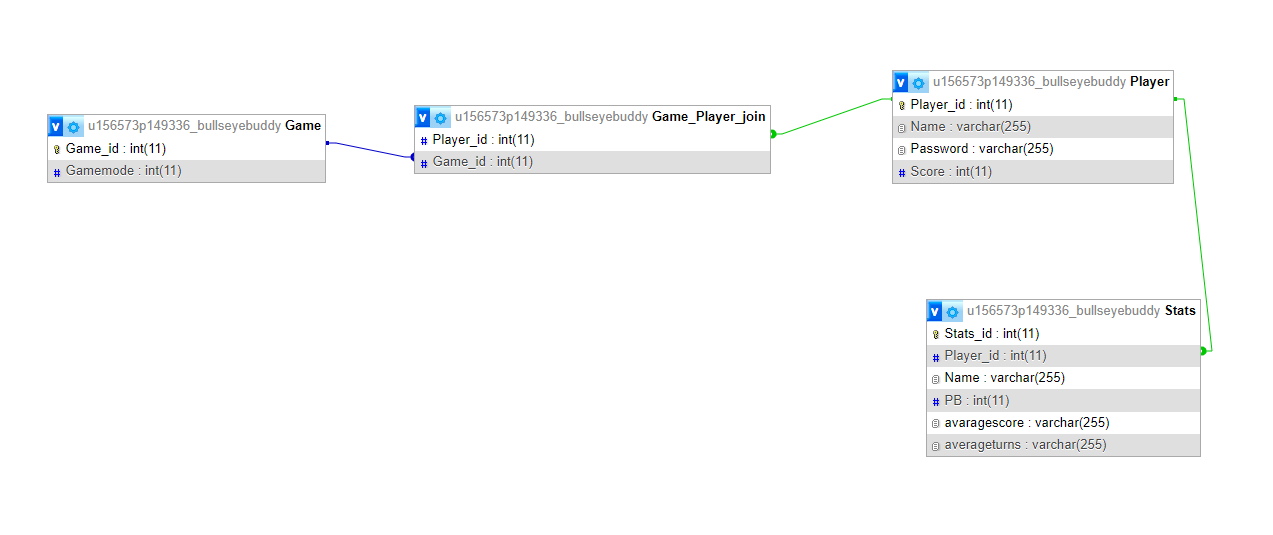 u156573p149336_bullseyebuddy Game
Game_id : int(11)
# Gamemode : int(11)
u156573p149336_bullseyebuddy Game_Player_join
# Player_id : int(11)
# Game_id : int(11)
u156573p149336_bullseyebuddy Player
Player_id : int(11)
Name : varchar(255)
Password : varchar(255)
# Score : int(11)
u156573p149336_bullseyebuddy Stats
Stats_id : int(11)
# Player_id : int(11)
Name : varchar(255)
# PB : int(11)
avaragescore : varchar(255)
averageturns : varchar(255)